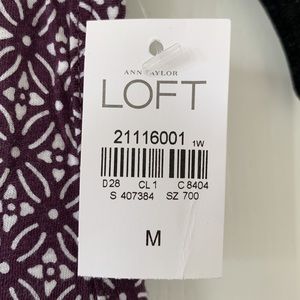 ANN TAYLOR
LOFT
21116001 1W
D 28 CL 1 C 8404
S 407384 SZ 700
M